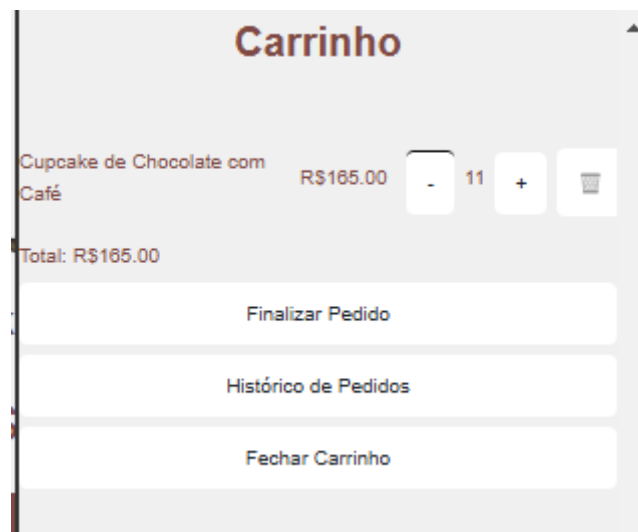 Carrinho
Cupcake de Chocolate com
Café
R$165.00
-
11
+
Total: R$165.00
Finalizar Pedido
Histórico de Pedidos
Fechar Carrinho